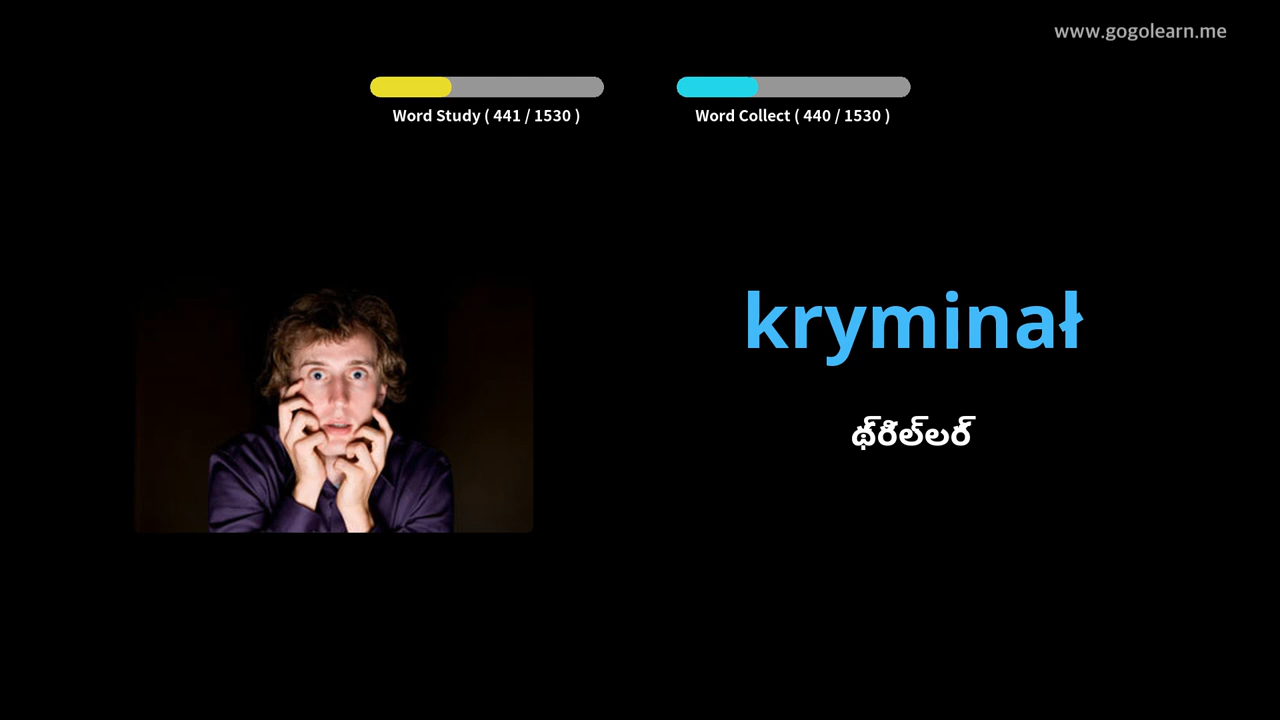 www.gogolearn.me
Word Study ( 441 / 1530 )
Word Collect ( 440 / 1530 )
kryminał
థ్రిల్లర్